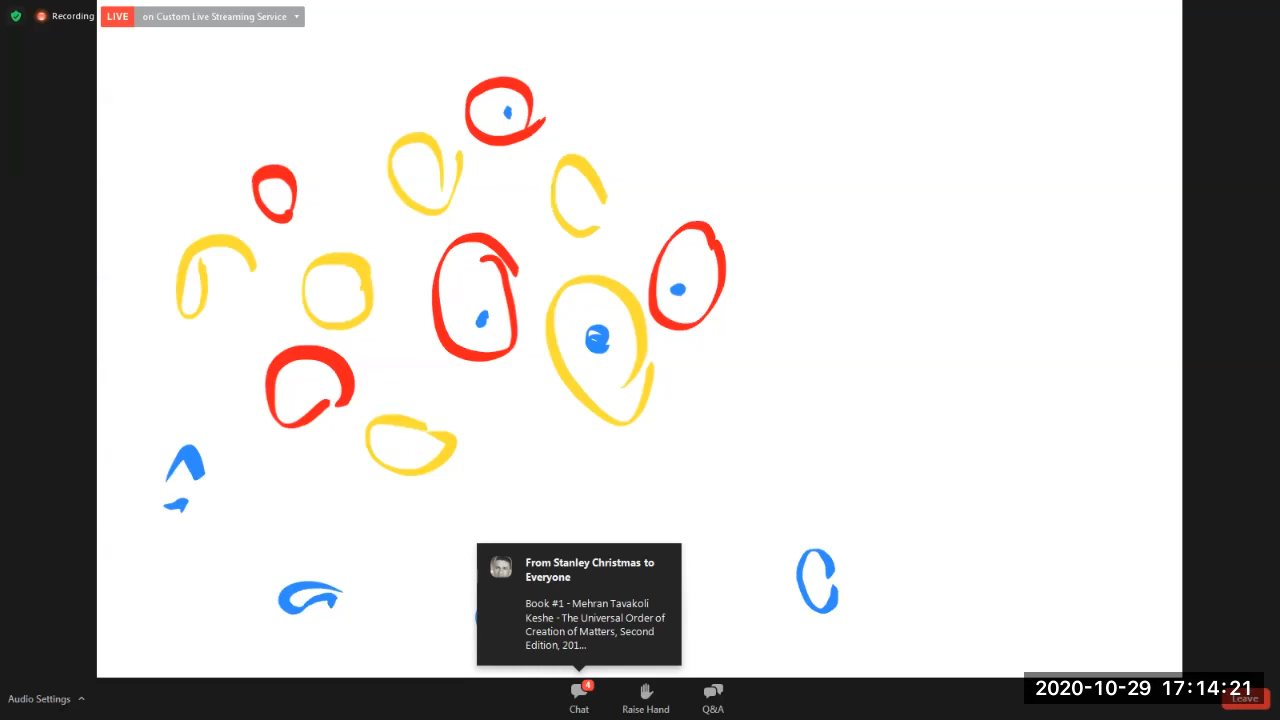 Recording
LIVE on Custom Live Streaming Service
From Stanley Christmas to
Everyone
Book #1 - Mehran Tavakoli
Keshe - The Universal Order of
Creation of Matters, Second
Edition, 201...
Audio Settings
4
Chat
Raise Hand
Q&A
2020-10-29 17:14:21
Leave